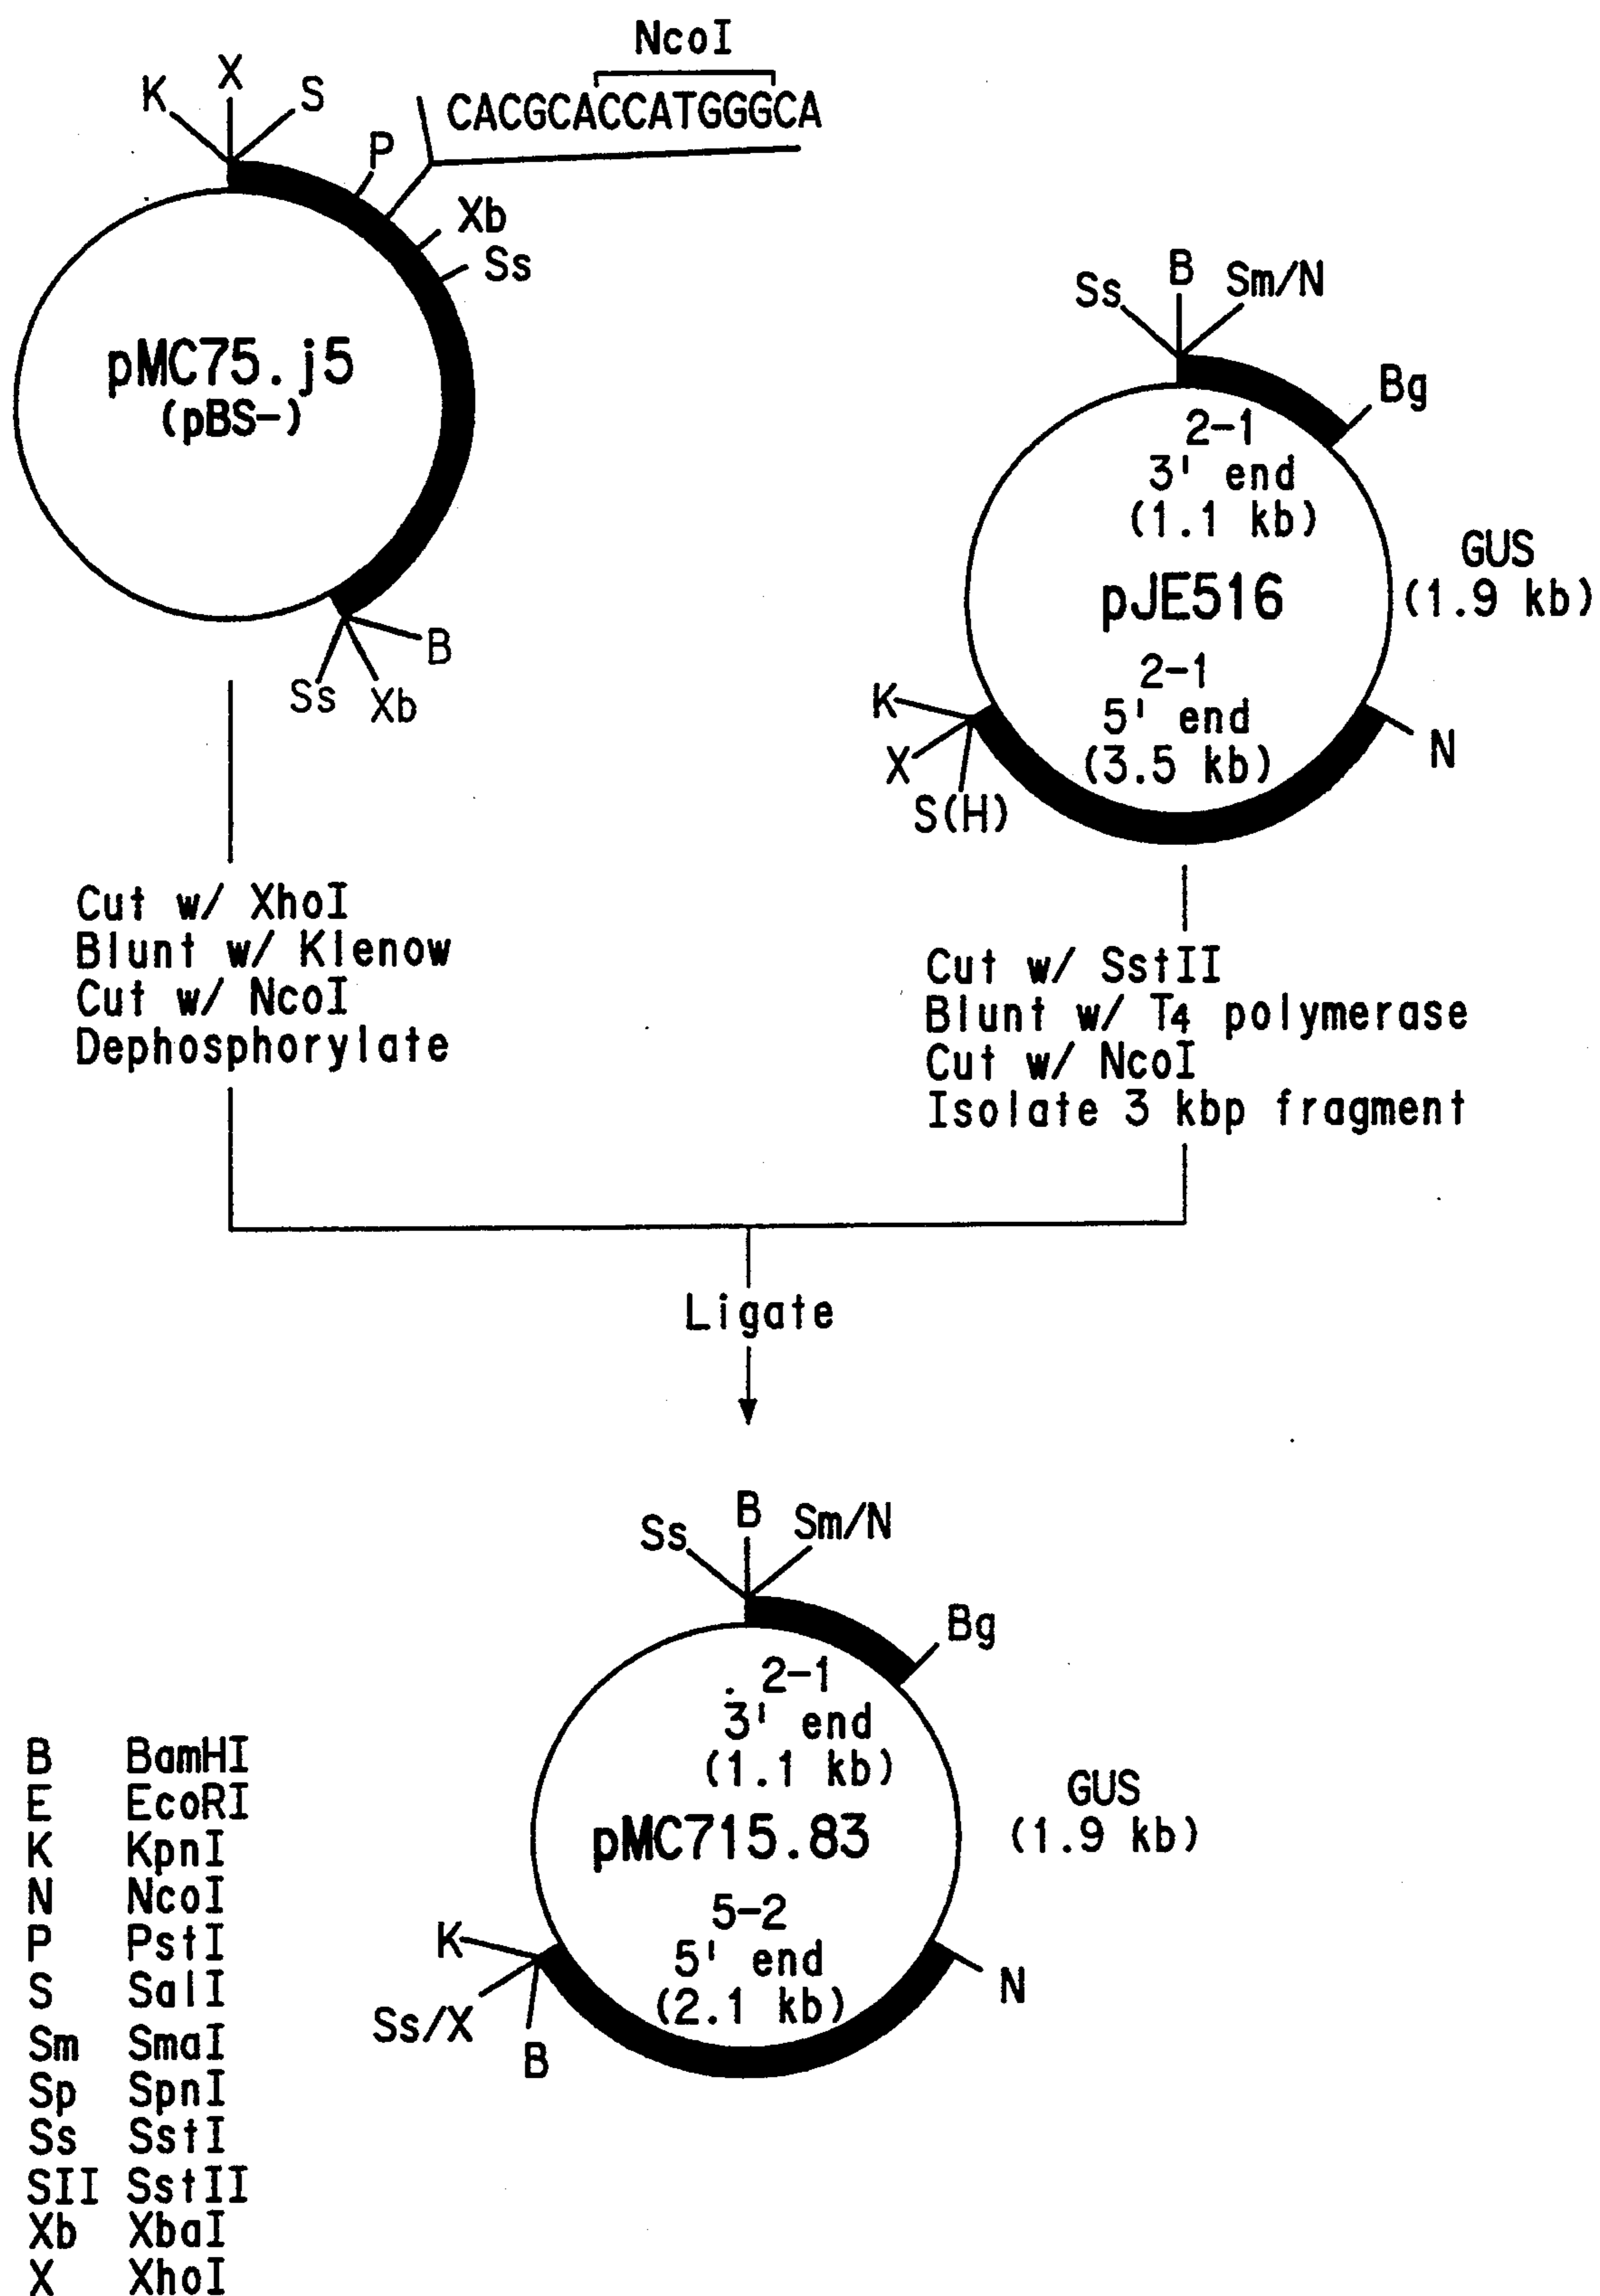 NcoI
CACGCACCATGGGCA
K
X
S
P
Xb
Ss
pMC75.j5
(pBS-)
B
Ss
Xb
Ss
B
Sm/N
Bg
2-1
3' end
(1.1 kb)
GUS
(1.9 kb)
pJE516
2-1
5' end
(3.5 kb)
K
X
S(H)
N
Cut w/ XhoI
Blunt w/ Klenow
Cut w/ NcoI
Dephosphorylate
Cut w/ SstII
Blunt w/ T4 polymerase
Cut w/ NcoI
Isolate 3 kbp fragment
Ligate
Ss
B
Sm/N
Bg
2-1
3' end
(1.1 kb)
GUS
(1.9 kb)
pMC715.83
5-2
5' end
(2.1 kb)
K
Ss/X
B
N
B BamHI
E EcoRI
K KpnI
N NcoI
P PstI
S SalI
Sm SmaI
Sp SpnI
Ss SstI
SII SstII
Xb XbaI
X XhoI